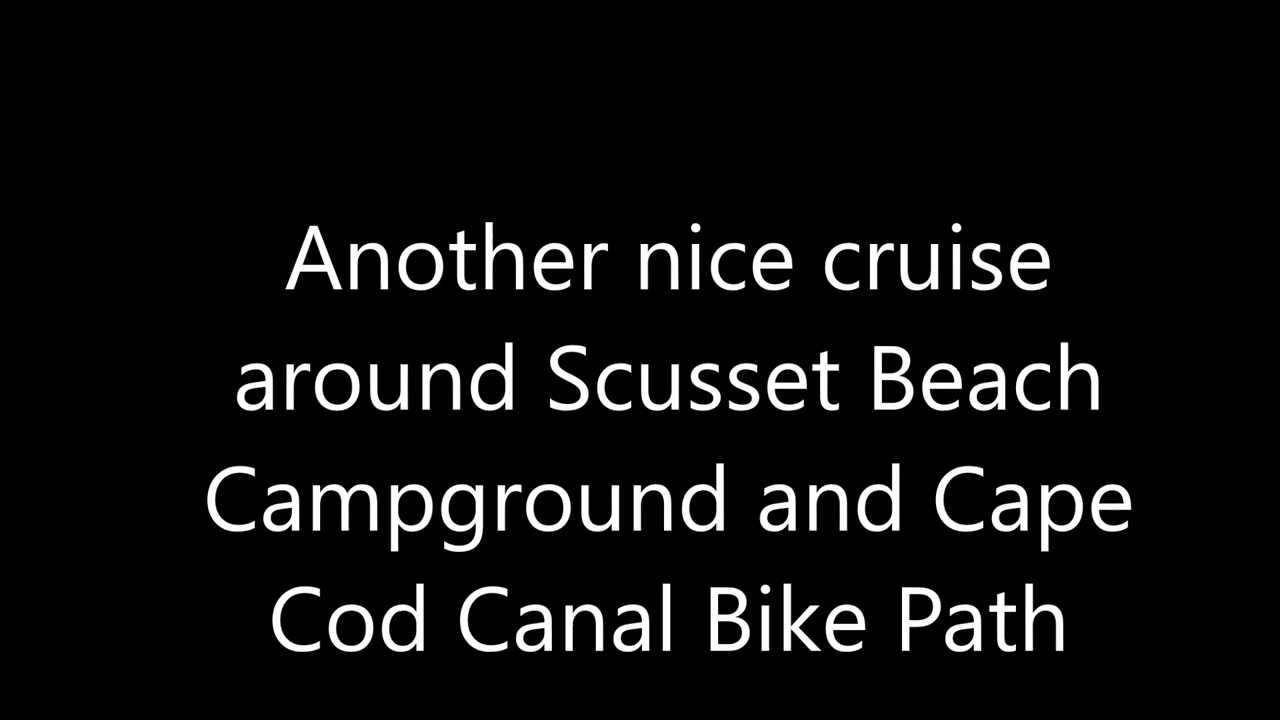 Another nice cruise
around Scusset Beach
Campground and Cape
Cod Canal Bike Path